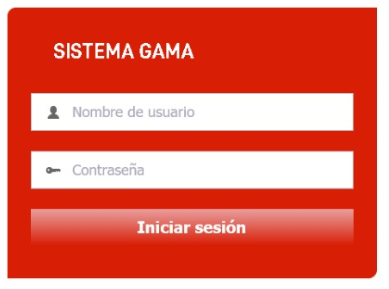 SISTEMA GAMA
Nombre de usuario
Contraseña
Iniciar sesión